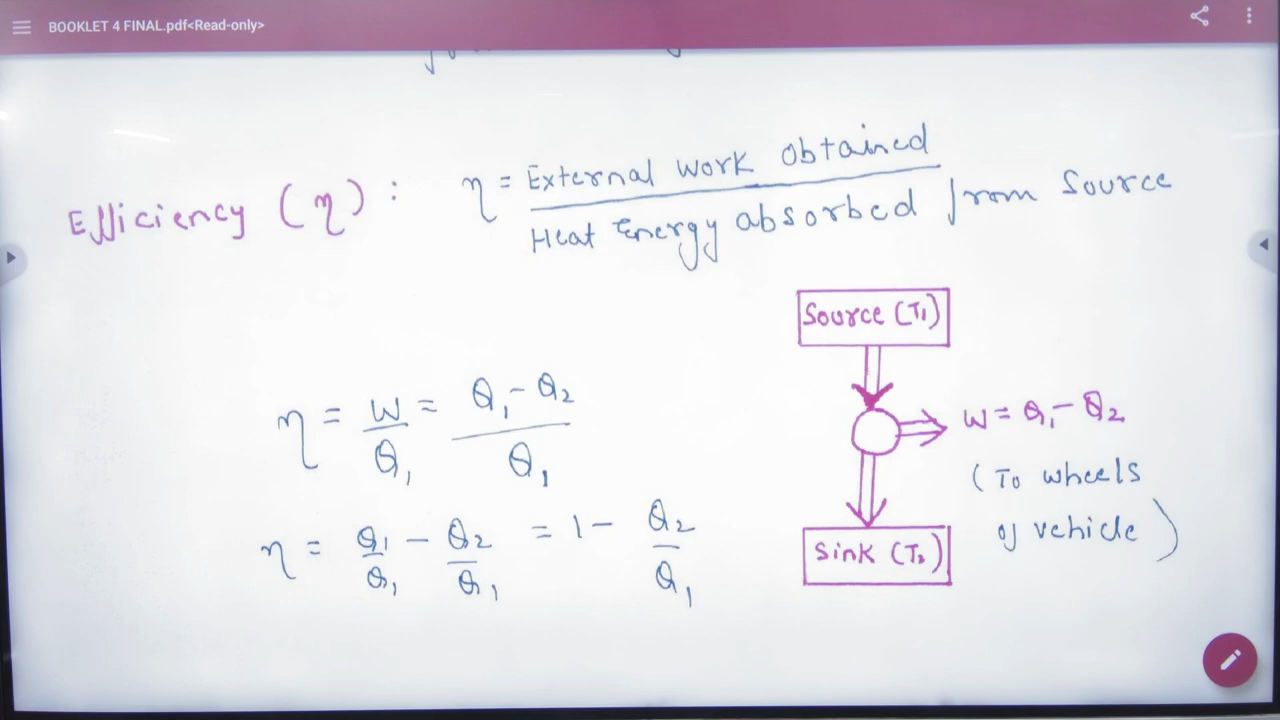 BOOKLET 4 FINAL.pdf<Read-only>
Efficiency (η) : η = External work obtained / Heat Energy absorbed from Source
Source (T1)
η = W/Q1 = Q1 - Q2 / Q1
W = Q1 - Q2
(To wheels
of vehicle)
η = Q1/Q1 - Q2/Q1 = 1 - Q2/Q1
Sink (T2)